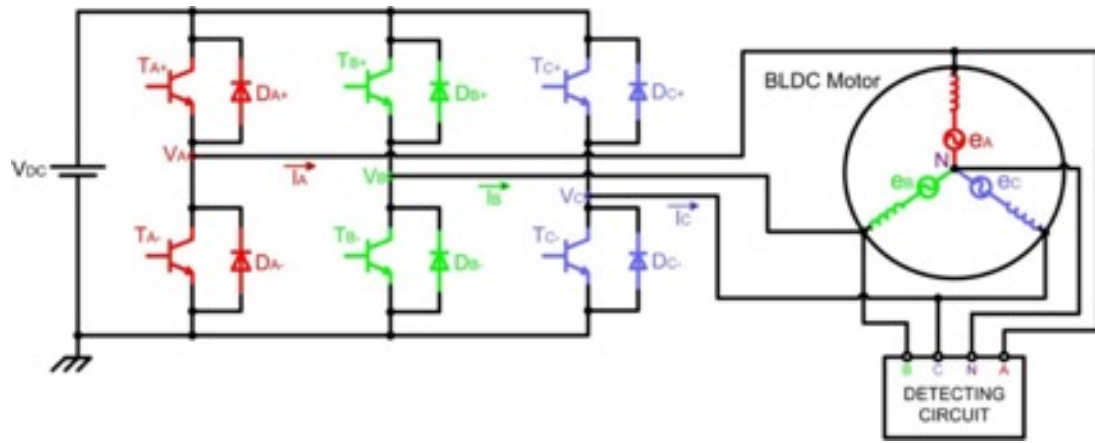 TA+ DA+ TB+ DB+ TC+ DC+
BLDC Motor
VDC
VA
IA
VB
IB
VC
IC
eA
N
eB
eC
TA- DA- TB- DB- TC- DC-
B C N A
DETECTING
CIRCUIT